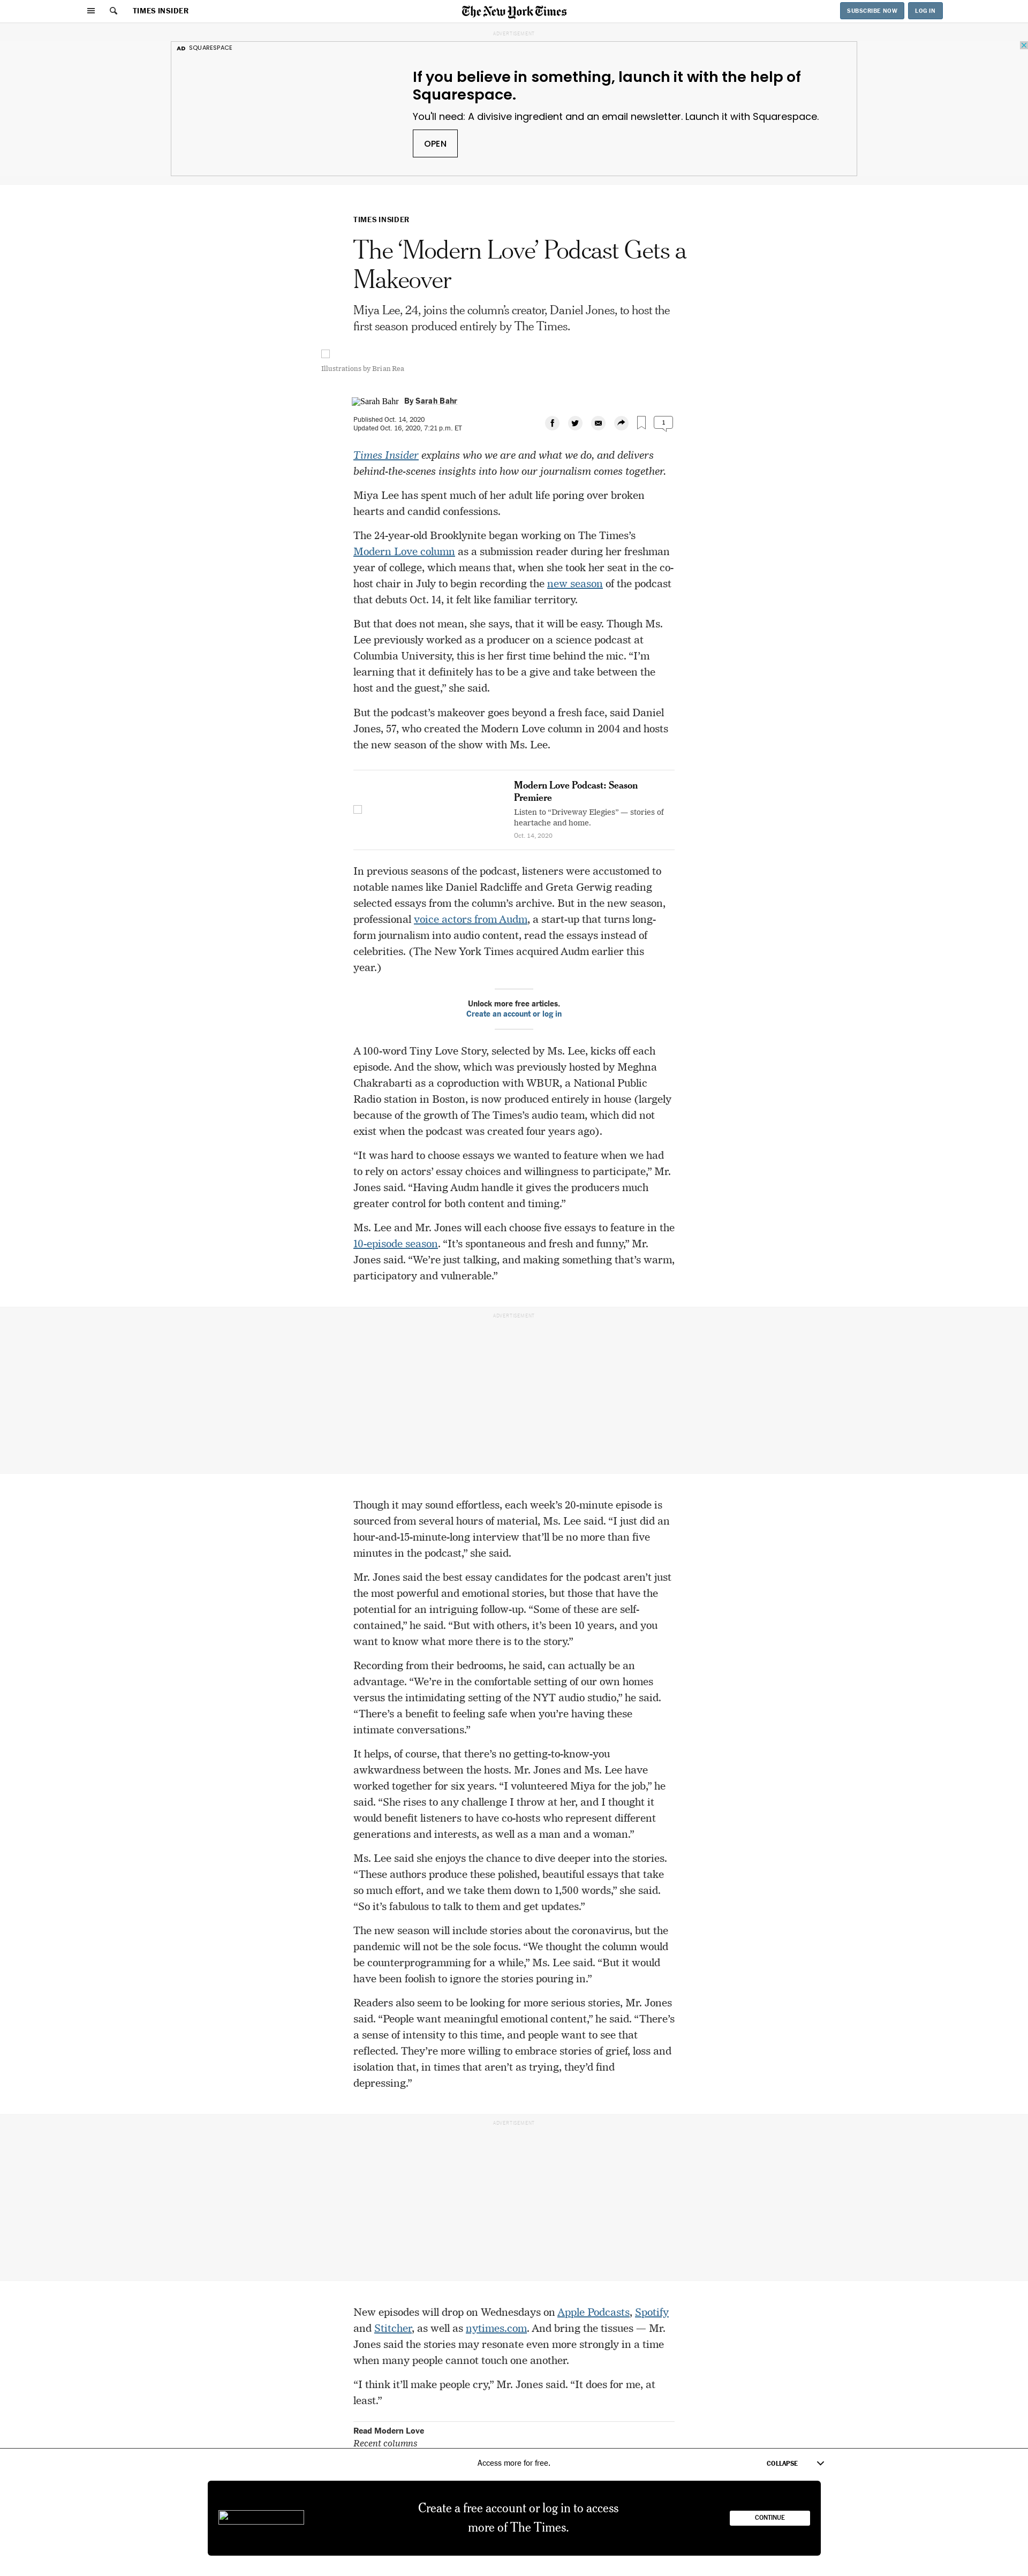 TIMES INSIDER
The New York Times
SUBSCRIBE NOW
LOG IN
ADVERTISEMENT
AD SQUARESPACE
If you believe in something, launch it with the help of
Squarespace.
You'll need: A divisive ingredient and an email newsletter. Launch it with Squarespace.
OPEN
TIMES INSIDER
The ‘Modern Love’ Podcast Gets a
Makeover
Miya Lee, 24, joins the column’s creator, Daniel Jones, to host the
first season produced entirely by The Times.
Illustrations by Brian Rea
Sarah Bahr
By Sarah Bahr
Published Oct. 14, 2020
Updated Oct. 16, 2020, 7:21 p.m. ET
1
Times Insider explains who we are and what we do, and delivers
behind-the-scenes insights into how our journalism comes together.
Miya Lee has spent much of her adult life poring over broken
hearts and candid confessions.
The 24-year-old Brooklynite began working on The Times’s
Modern Love column as a submission reader during her freshman
year of college, which means that, when she took her seat in the co-
host chair in July to begin recording the new season of the podcast
that debuts Oct. 14, it felt like familiar territory.
But that does not mean, she says, that it will be easy. Though Ms.
Lee previously worked as a producer on a science podcast at
Columbia University, this is her first time behind the mic. “I’m
learning that it definitely has to be a give and take between the
host and the guest,” she said.
But the podcast’s makeover goes beyond a fresh face, said Daniel
Jones, 57, who created the Modern Love column in 2004 and hosts
the new season of the show with Ms. Lee.
Modern Love Podcast: Season
Premiere
Listen to “Driveway Elegies” — stories of
heartache and home.
Oct. 14, 2020
In previous seasons of the podcast, listeners were accustomed to
notable names like Daniel Radcliffe and Greta Gerwig reading
selected essays from the column’s archive. But in the new season,
professional voice actors from Audm, a start-up that turns long-
form journalism into audio content, read the essays instead of
celebrities. (The New York Times acquired Audm earlier this
year.)
Unlock more free articles.
Create an account or log in
A 100-word Tiny Love Story, selected by Ms. Lee, kicks off each
episode. And the show, which was previously hosted by Meghna
Chakrabarti as a coproduction with WBUR, a National Public
Radio station in Boston, is now produced entirely in house (largely
because of the growth of The Times’s audio team, which did not
exist when the podcast was created four years ago).
“It was hard to choose essays we wanted to feature when we had
to rely on actors’ essay choices and willingness to participate,” Mr.
Jones said. “Having Audm handle it gives the producers much
greater control for both content and timing.”
Ms. Lee and Mr. Jones will each choose five essays to feature in the
10-episode season. “It’s spontaneous and fresh and funny,” Mr.
Jones said. “We’re just talking, and making something that’s warm,
participatory and vulnerable.”
ADVERTISEMENT
Though it may sound effortless, each week’s 20-minute episode is
sourced from several hours of material, Ms. Lee said. “I just did an
hour-and-15-minute-long interview that’ll be no more than five
minutes in the podcast,” she said.
Mr. Jones said the best essay candidates for the podcast aren’t just
the most powerful and emotional stories, but those that have the
potential for an intriguing follow-up. “Some of these are self-
contained,” he said. “But with others, it’s been 10 years, and you
want to know what more there is to the story.”
Recording from their bedrooms, he said, can actually be an
advantage. “We’re in the comfortable setting of our own homes
versus the intimidating setting of the NYT audio studio,” he said.
“There’s a benefit to feeling safe when you’re having these
intimate conversations.”
It helps, of course, that there’s no getting-to-know-you
awkwardness between the hosts. Mr. Jones and Ms. Lee have
worked together for six years. “I volunteered Miya for the job,” he
said. “She rises to any challenge I throw at her, and I thought it
would benefit listeners to have co-hosts who represent different
generations and interests, as well as a man and a woman.”
Ms. Lee said she enjoys the chance to dive deeper into the stories.
“These authors produce these polished, beautiful essays that take
so much effort, and we take them down to 1,500 words,” she said.
“So it’s fabulous to talk to them and get updates.”
The new season will include stories about the coronavirus, but the
pandemic will not be the sole focus. “We thought the column would
be counterprogramming for a while,” Ms. Lee said. “But it would
have been foolish to ignore the stories pouring in.”
Readers also seem to be looking for more serious stories, Mr. Jones
said. “People want meaningful emotional content,” he said. “There’s
a sense of intensity to this time, and people want to see that
reflected. They’re more willing to embrace stories of grief, loss and
isolation that, in times that aren’t as trying, they’d find
depressing.”
ADVERTISEMENT
New episodes will drop on Wednesdays on Apple Podcasts, Spotify
and Stitcher, as well as nytimes.com. And bring the tissues — Mr.
Jones said the stories may resonate even more strongly in a time
when many people cannot touch one another.
“I think it’ll make people cry,” Mr. Jones said. “It does for me, at
least.”
Read Modern Love
Recent columns
Access more for free.
COLLAPSE
Create a free account or log in to access
more of The Times.
CONTINUE